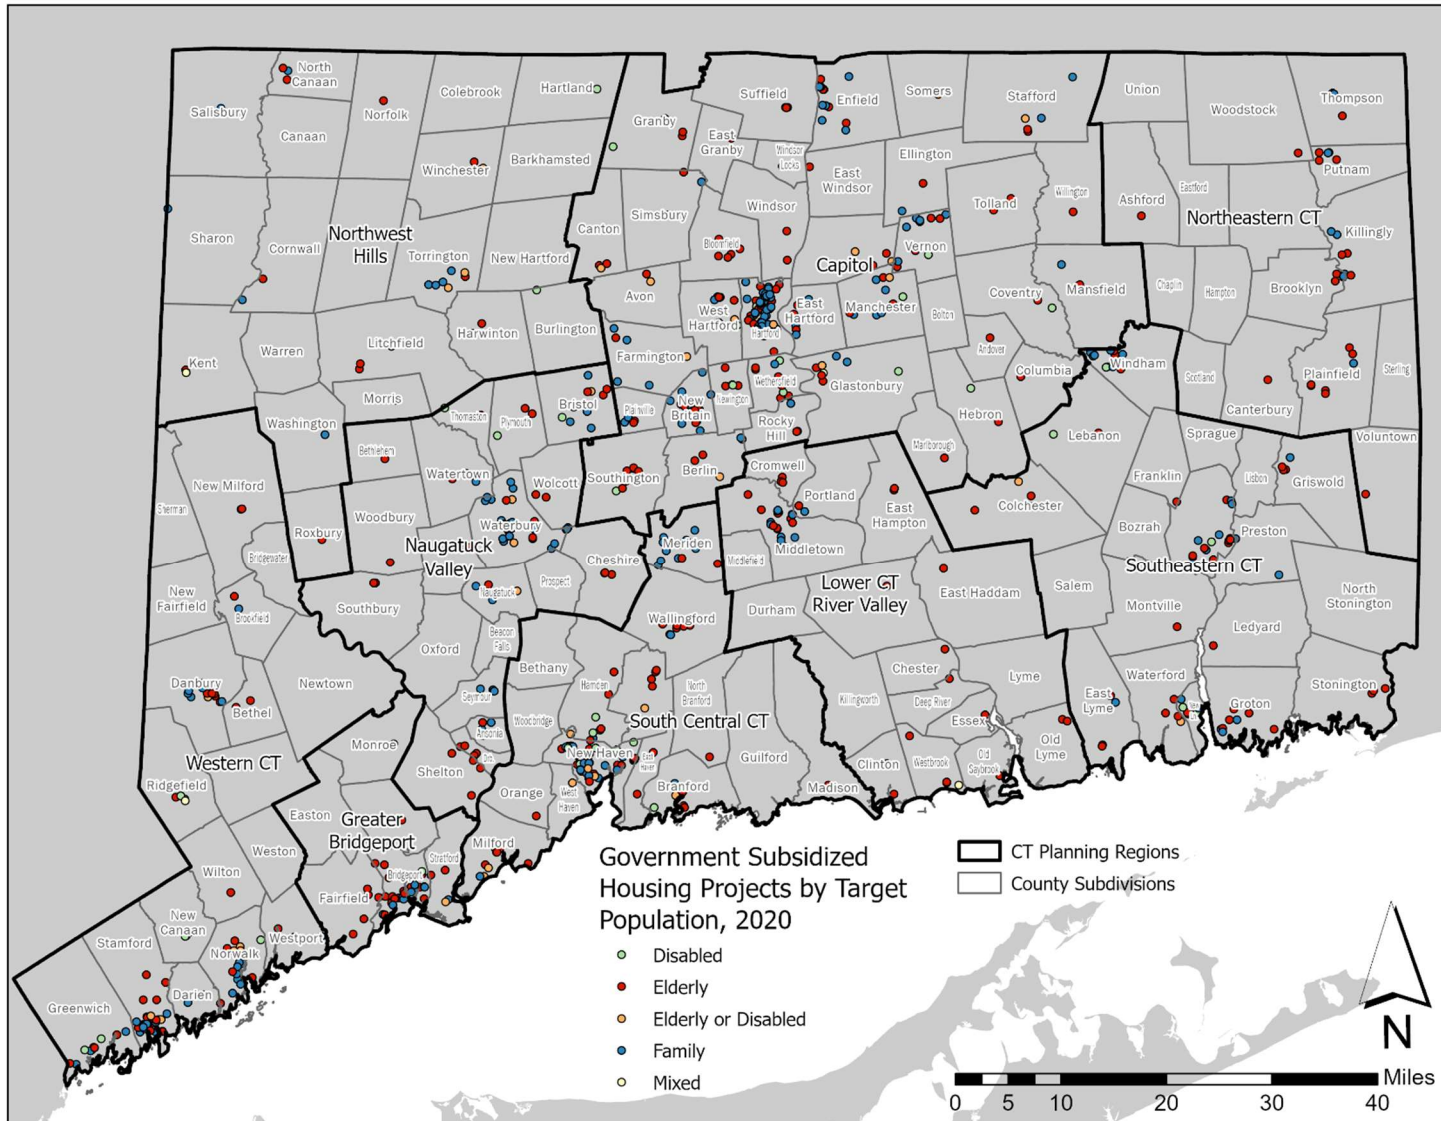 North
Canaan
Salisbury
Canaan
Norfolk
Colebrook
Hartland
Winchester
Barkhamsted
Sharon
Cornwall
Northwest
Hills
Torrington
New Hartford
Kent
Warren
Litchfield
Harwinton
Burlington
Morris
Washington
Suffield
Enfield
Somers
Stafford
Granby
East
Granby
Windsor
Locks
East
Windsor
Ellington
Simsbury
Windsor
Tolland
Willington
Canton
Bloomfield
Vernon
Capitol
Avon
West
Hartford
Hartford
East
Hartford
Manchester
Bolton
Coventry
Mansfield
Farmington
Andover
Columbia
Wethersfield
Glastonbury
Newington
New
Britain
Plainville
Rocky
Hill
Hebron
Marlborough
Southington
Berlin
Union
Woodstock
Thompson
Putnam
Ashford
Eastford
Northeastern CT
Killingly
Chaplin
Hampton
Brooklyn
Windham
Scotland
Canterbury
Plainfield
Sterling
Voluntown
Thomaston
Plymouth
Bristol
Bethlehem
Watertown
Wolcott
Woodbury
Waterbury
Naugatuck
Valley
Cheshire
Prospect
Naugatuck
Southbury
Oxford
Beacon
Falls
Seymour
Ansonia
Shelton
New Milford
Sherman
Roxbury
Bridgewater
New
Fairfield
Brookfield
Danbury
Bethel
Newtown
Western CT
Ridgefield
Wilton
Weston
New
Canaan
Stamford
Norwalk
Westport
Darien
Greenwich
Monroe
Easton
Greater
Bridgeport
Stratford
Bridgeport
Fairfield
Meriden
Wallingford
Bethany
Hamden
North
Branford
Woodbridge
South Central CT
New Haven
East
Haven
West
Haven
Orange
Milford
Branford
Guilford
Madison
Cromwell
Portland
East
Hampton
Middletown
Middlefield
Durham
Lower CT
River Valley
East Haddam
Chester
Killingworth
Deep River
Lyme
Essex
Clinton
Westbrook
Old
Saybrook
Old
Lyme
Lebanon
Sprague
Franklin
Lisbon
Griswold
Colchester
Bozrah
Preston
Southeastern CT
Salem
Montville
North
Stonington
Ledyard
Waterford
East
Lyme
Groton
Stonington
Government Subsidized
Housing Projects by Target
Population, 2020
Disabled
Elderly
Elderly or Disabled
Family
Mixed
CT Planning Regions
County Subdivisions
N
Miles
0 5 10 20 30 40